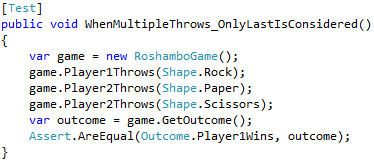 [Test]
public void WhenMultipleThrows_OnlyLastIsConsidered()
{
    var game = new RoshamboGame();
    game.Player1Throws(Shape.Rock);
    game.Player2Throws(Shape.Paper);
    game.Player2Throws(Shape.Scissors);
    var outcome = game.GetOutcome();
    Assert.AreEqual(Outcome.Player1Wins, outcome);
}